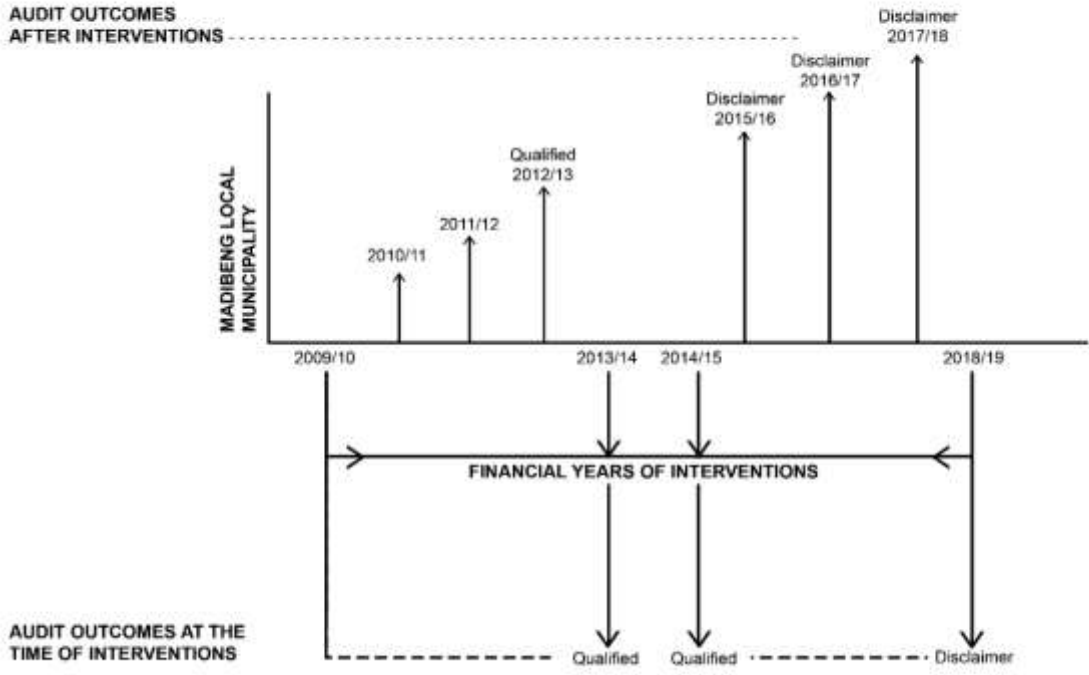 AUDIT OUTCOMES
AFTER INTERVENTIONS
Disclaimer
2017/18
Disclaimer
2016/17
Disclaimer
2015/16
Qualified
2012/13
2011/12
2010/11
MADIBENG LOCAL
MUNICIPALITY
2009/10 2013/14 2014/15 2018/19
FINANCIAL YEARS OF INTERVENTIONS
AUDIT OUTCOMES AT THE
TIME OF INTERVENTIONS
Qualified Qualified Disclaimer